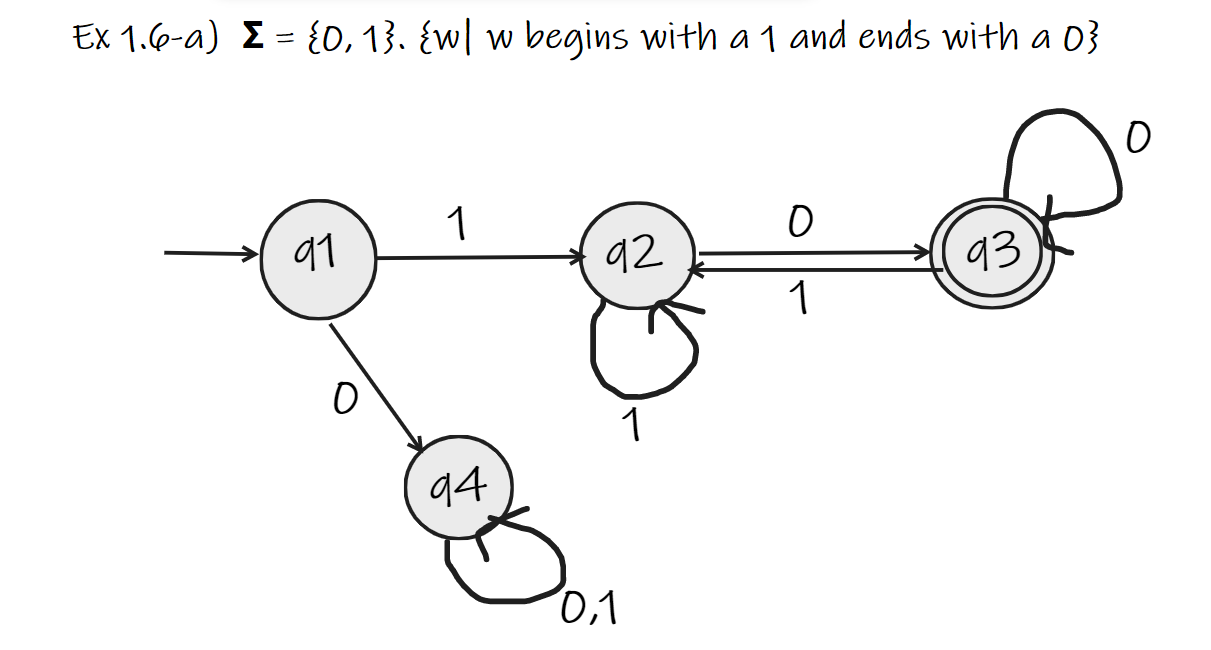 Ex 1.6-a) Σ = {0, 1}. {w| w begins with a 1 and ends with a 0}
0
1
0
q1
q2
q3
1
0
1
q4
0,1